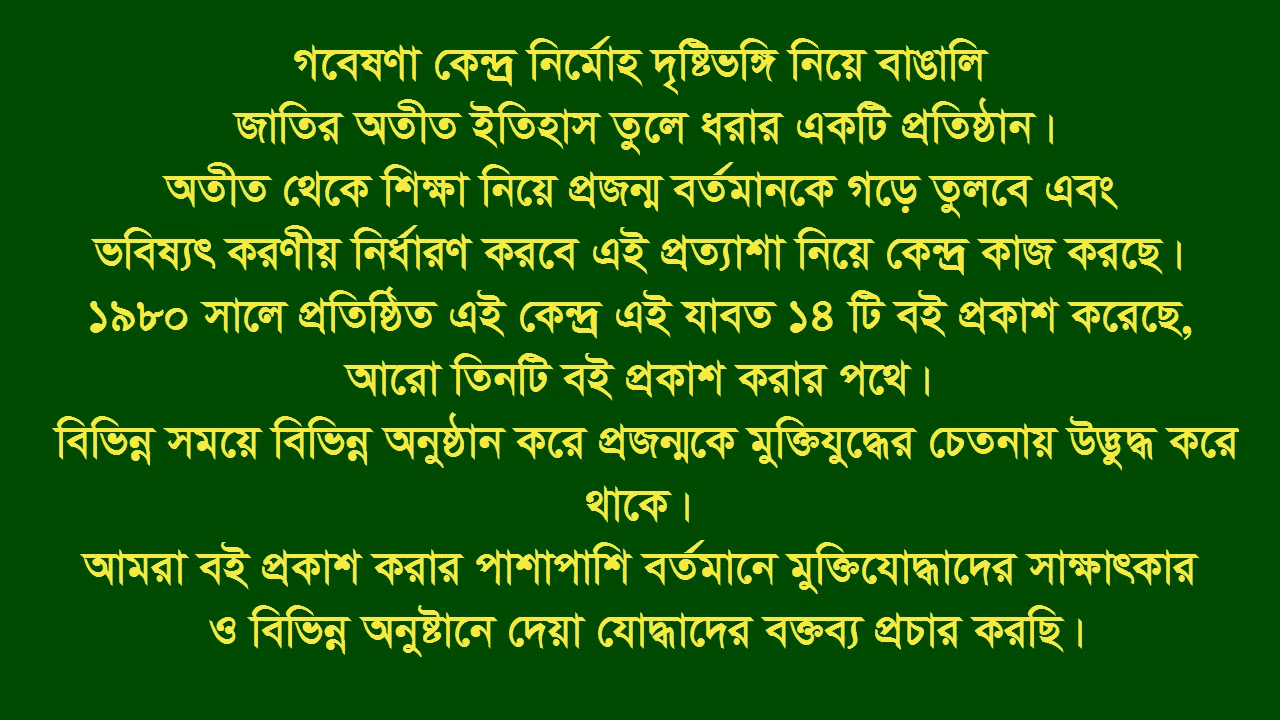 গবেষণা কেন্দ্র নির্মোহ দৃষ্টিভঙ্গি নিয়ে বাঙালি
জাতির অতীত ইতিহাস তুলে ধরার একটি প্রতিষ্ঠান।
অতীত থেকে শিক্ষা নিয়ে প্রজন্ম বর্তমানকে গড়ে তুলবে এবং
ভবিষ্যৎ করণীয় নির্ধারণ করবে এই প্রত্যাশা নিয়ে কেন্দ্র কাজ করছে।
১৯৮০ সালে প্রতিষ্ঠিত এই কেন্দ্র এই যাবত ১৪ টি বই প্রকাশ করেছে,
আরো তিনটি বই প্রকাশ করার পথে।
বিভিন্ন সময়ে বিভিন্ন অনুষ্ঠান করে প্রজন্মকে মুক্তিযুদ্ধের চেতনায় উদ্ভুদ্ধ করে
থাকে।
আমরা বই প্রকাশ করার পাশাপাশি বর্তমানে মুক্তিযোদ্ধাদের সাক্ষাৎকার
ও বিভিন্ন অনুষ্টানে দেয়া যোদ্ধাদের বক্তব্য প্রচার করছি।